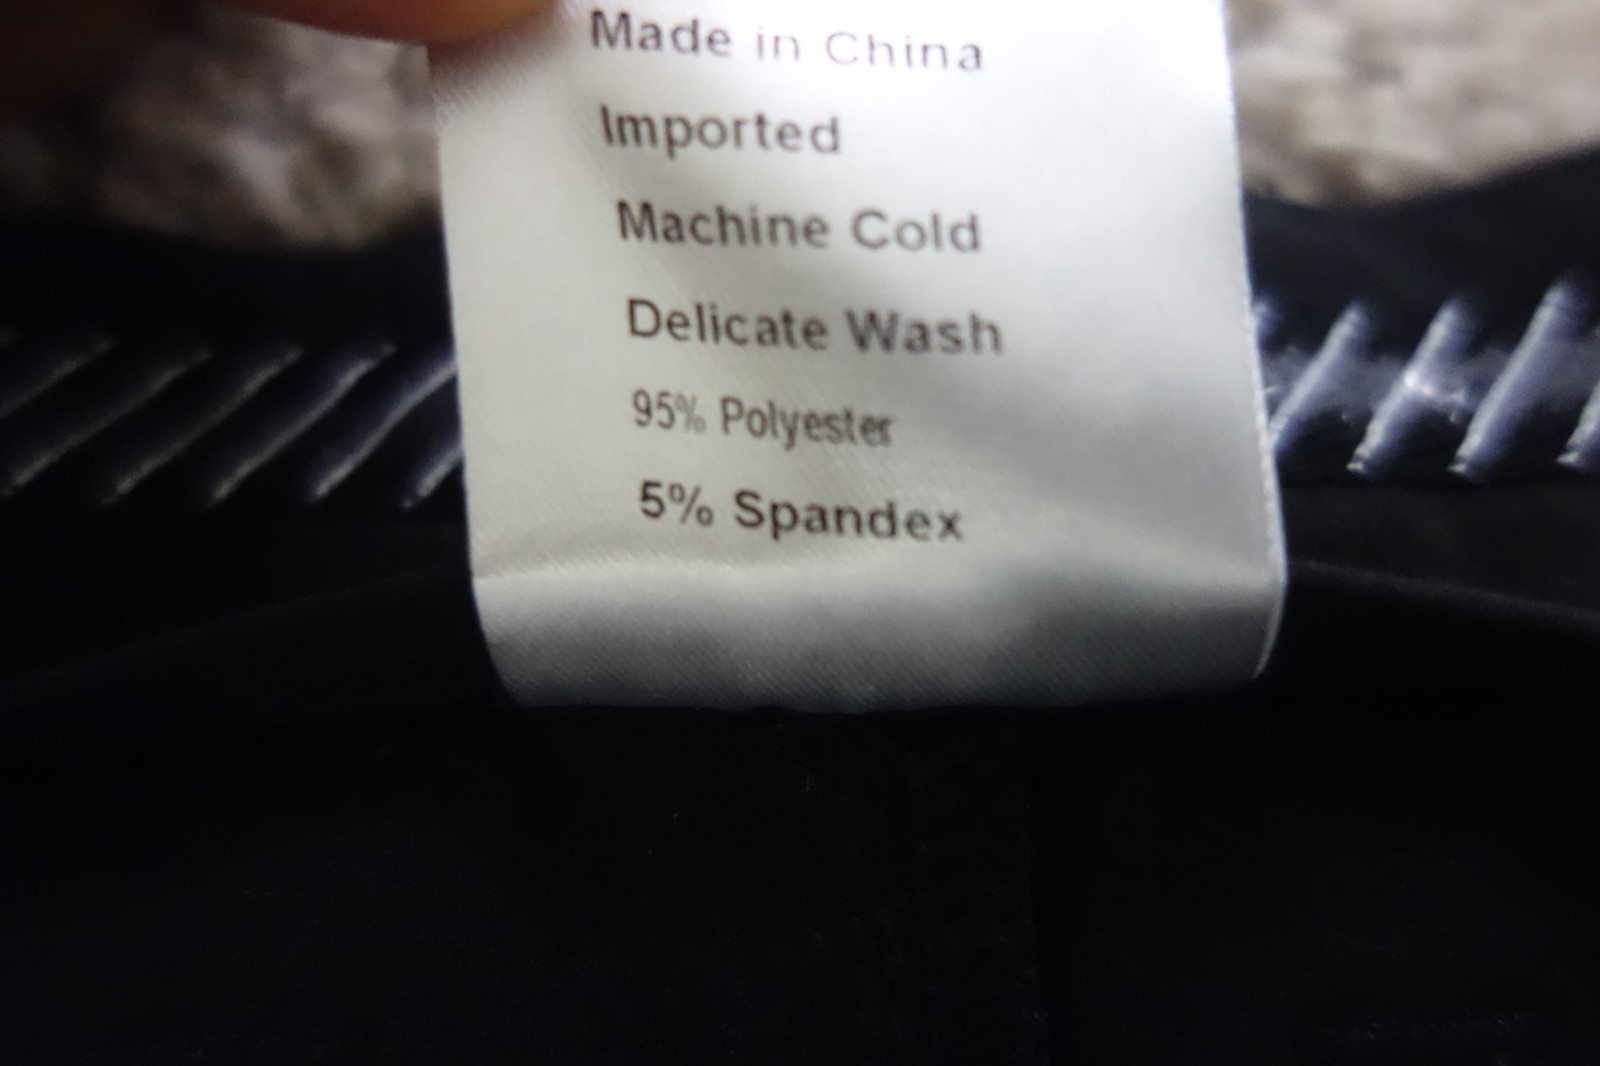 Made in China
Imported
Machine Cold
Delicate Wash
95% Polyester
5% Spandex